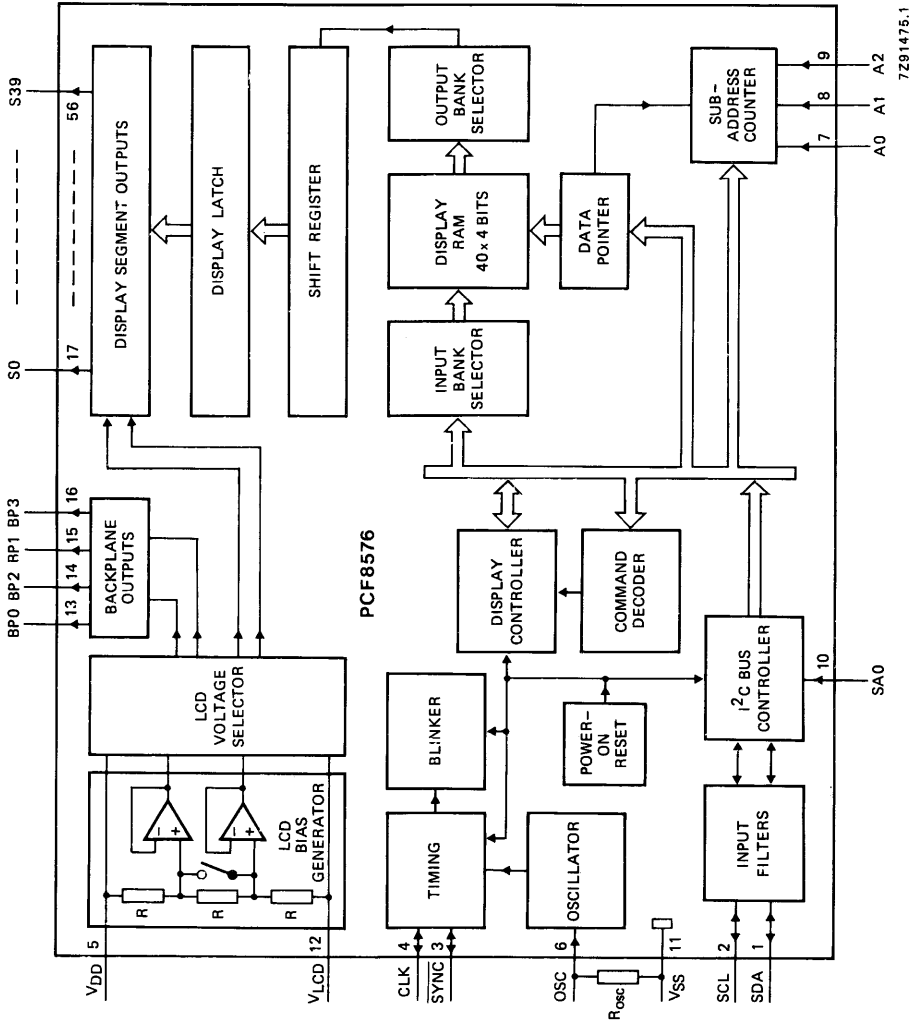 BP0 BP2 RP1 BP3
13 14 15 16
S0
17
S39
56
BACKPLANE
OUTPUTS
DISPLAY SEGMENT OUTPUTS
DISPLAY LATCH
SHIFT REGISTER
VDD
5
VLCD
12
R
R
R
−
+
−
+
LCD
BIAS
GENERATOR
LCD
VOLTAGE
SELECTOR
PCF8576
CLK
4
SYNC
3
TIMING
BLINKER
DISPLAY
CONTROLLER
INPUT
BANK
SELECTOR
DISPLAY
RAM
40 x 4 BITS
OUTPUT
BANK
SELECTOR
OSC
6
OSCILLATOR
POWER-
ON
RESET
COMMAND
DECODER
DATA
POINTER
ROSC
VSS
11
SCL
2
SDA
1
INPUT
FILTERS
I²C BUS
CONTROLLER
10
SA0
SUB-
ADDRESS
COUNTER
7 8 9
A0 A1 A2
7Z91475.1